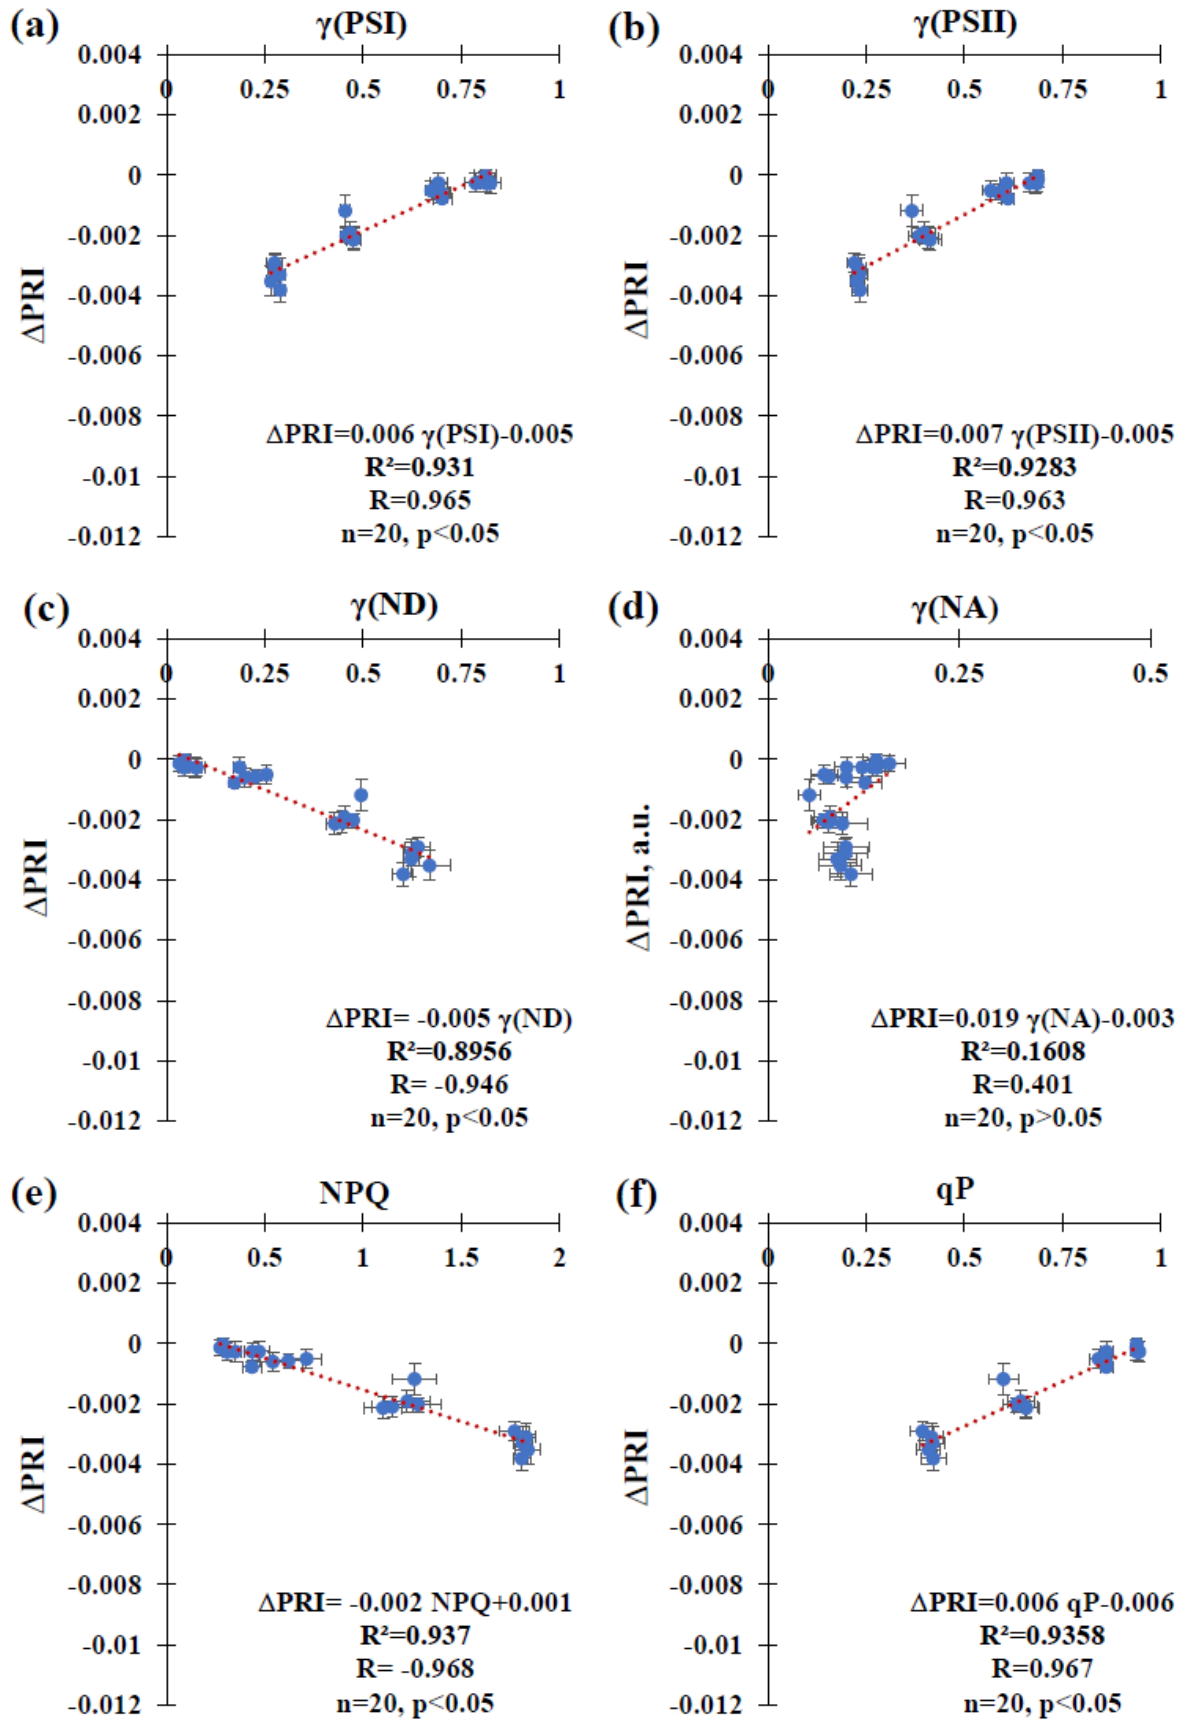 (a) γ(PSI)
0.004
0 0.25 0.5 0.75 1
0.002
0
-0.002
-0.004
-0.006
-0.008
-0.01
-0.012
ΔPRI
ΔPRI=0.006 γ(PSI)-0.005
R²=0.931
R=0.965
n=20, p<0.05
(b) γ(PSII)
0.004
0 0.25 0.5 0.75 1
0.002
0
-0.002
-0.004
-0.006
-0.008
-0.01
-0.012
ΔPRI
ΔPRI=0.007 γ(PSII)-0.005
R²=0.9283
R=0.963
n=20, p<0.05
(c) γ(ND)
0.004
0 0.25 0.5 0.75 1
0.002
0
-0.002
-0.004
-0.006
-0.008
-0.01
-0.012
ΔPRI
ΔPRI= -0.005 γ(ND)
R²=0.8956
R= -0.946
n=20, p<0.05
(d) γ(NA)
0.004
0 0.25 0.5
0.002
0
-0.002
-0.004
-0.006
-0.008
-0.01
-0.012
ΔPRI, a.u.
ΔPRI=0.019 γ(NA)-0.003
R²=0.1608
R=0.401
n=20, p>0.05
(e) NPQ
0.004
0 0.5 1 1.5 2
0.002
0
-0.002
-0.004
-0.006
-0.008
-0.01
-0.012
ΔPRI
ΔPRI= -0.002 NPQ+0.001
R²=0.937
R= -0.968
n=20, p<0.05
(f) qP
0.004
0 0.25 0.5 0.75 1
0.002
0
-0.002
-0.004
-0.006
-0.008
-0.01
-0.012
ΔPRI
ΔPRI=0.006 qP-0.006
R²=0.9358
R=0.967
n=20, p<0.05